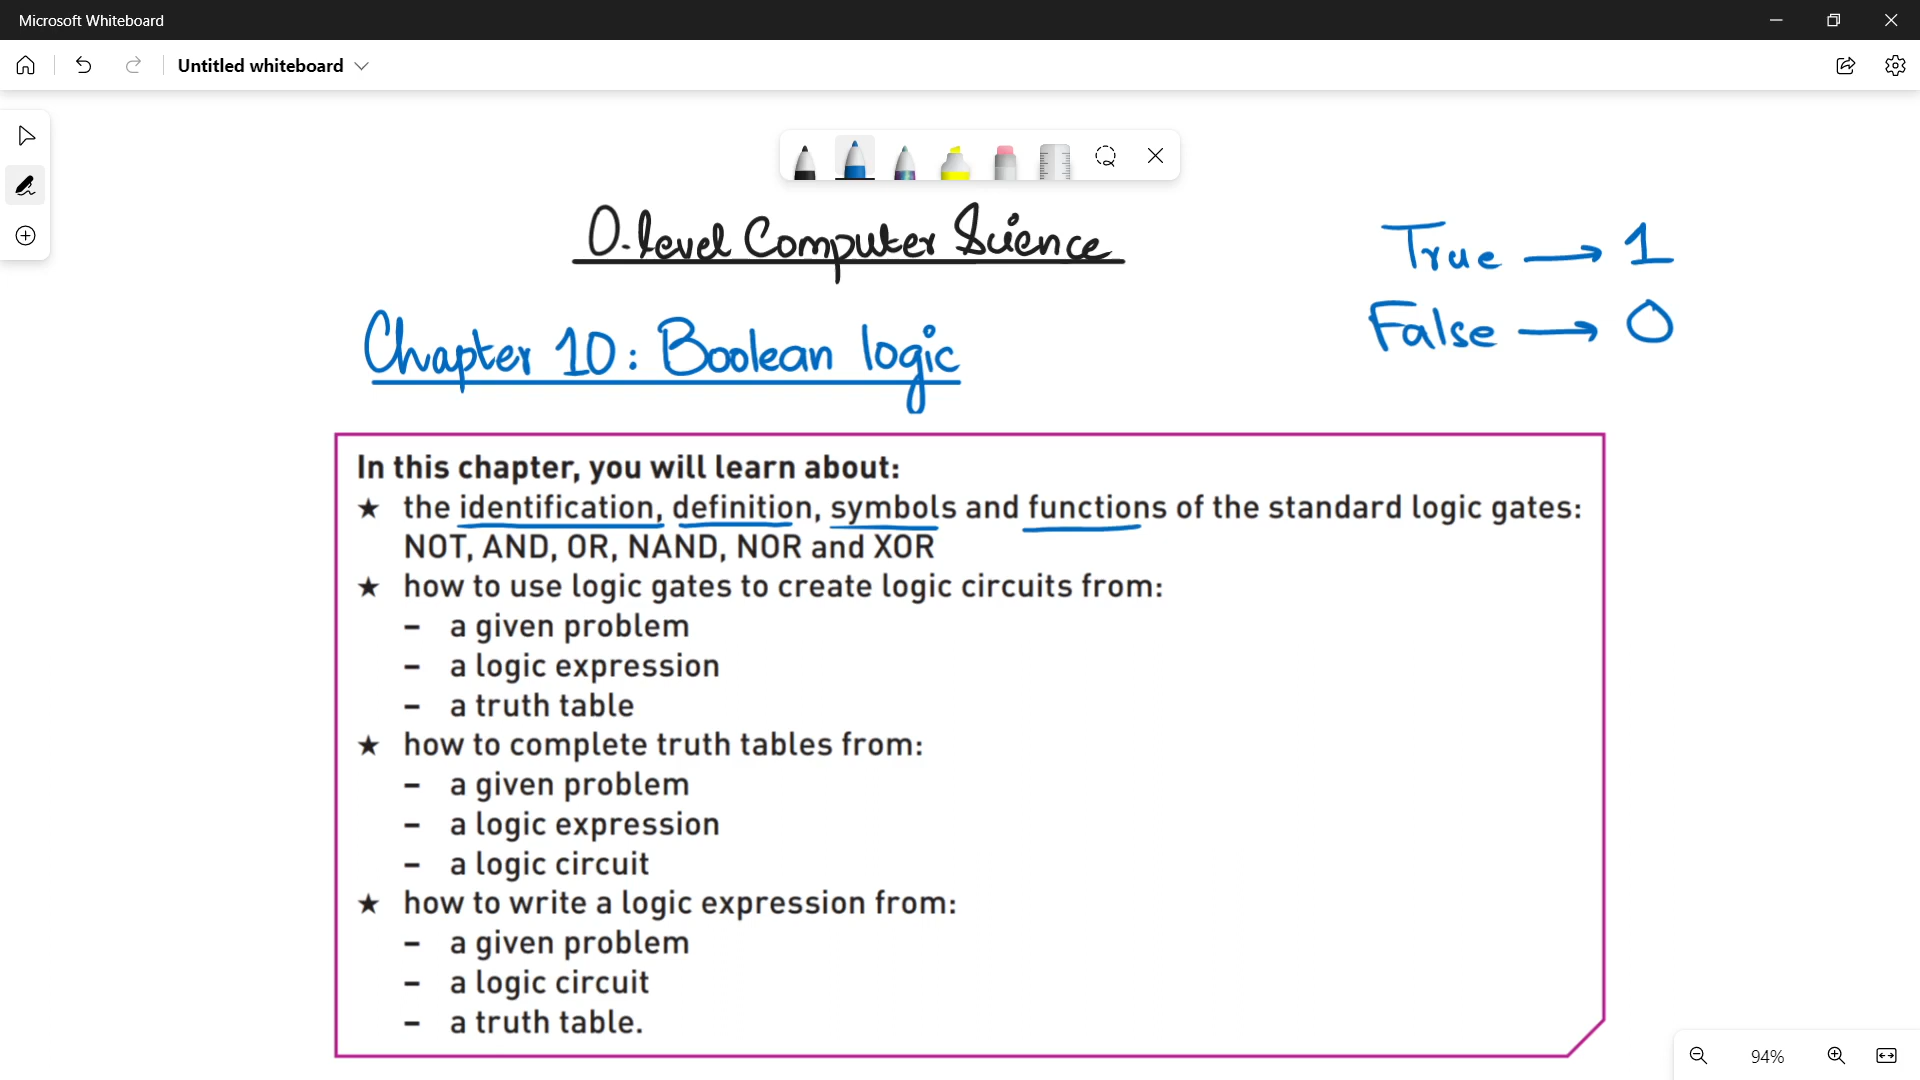 Microsoft Whiteboard
Untitled whiteboard
O-level Computer Science
True → 1
False → 0
Chapter 10: Boolean logic
In this chapter, you will learn about:
★ the identification, definition, symbols and functions of the standard logic gates:
NOT, AND, OR, NAND, NOR and XOR
★ how to use logic gates to create logic circuits from:
– a given problem
– a logic expression
– a truth table
★ how to complete truth tables from:
– a given problem
– a logic expression
– a logic circuit
★ how to write a logic expression from:
– a given problem
– a logic circuit
– a truth table.
94%